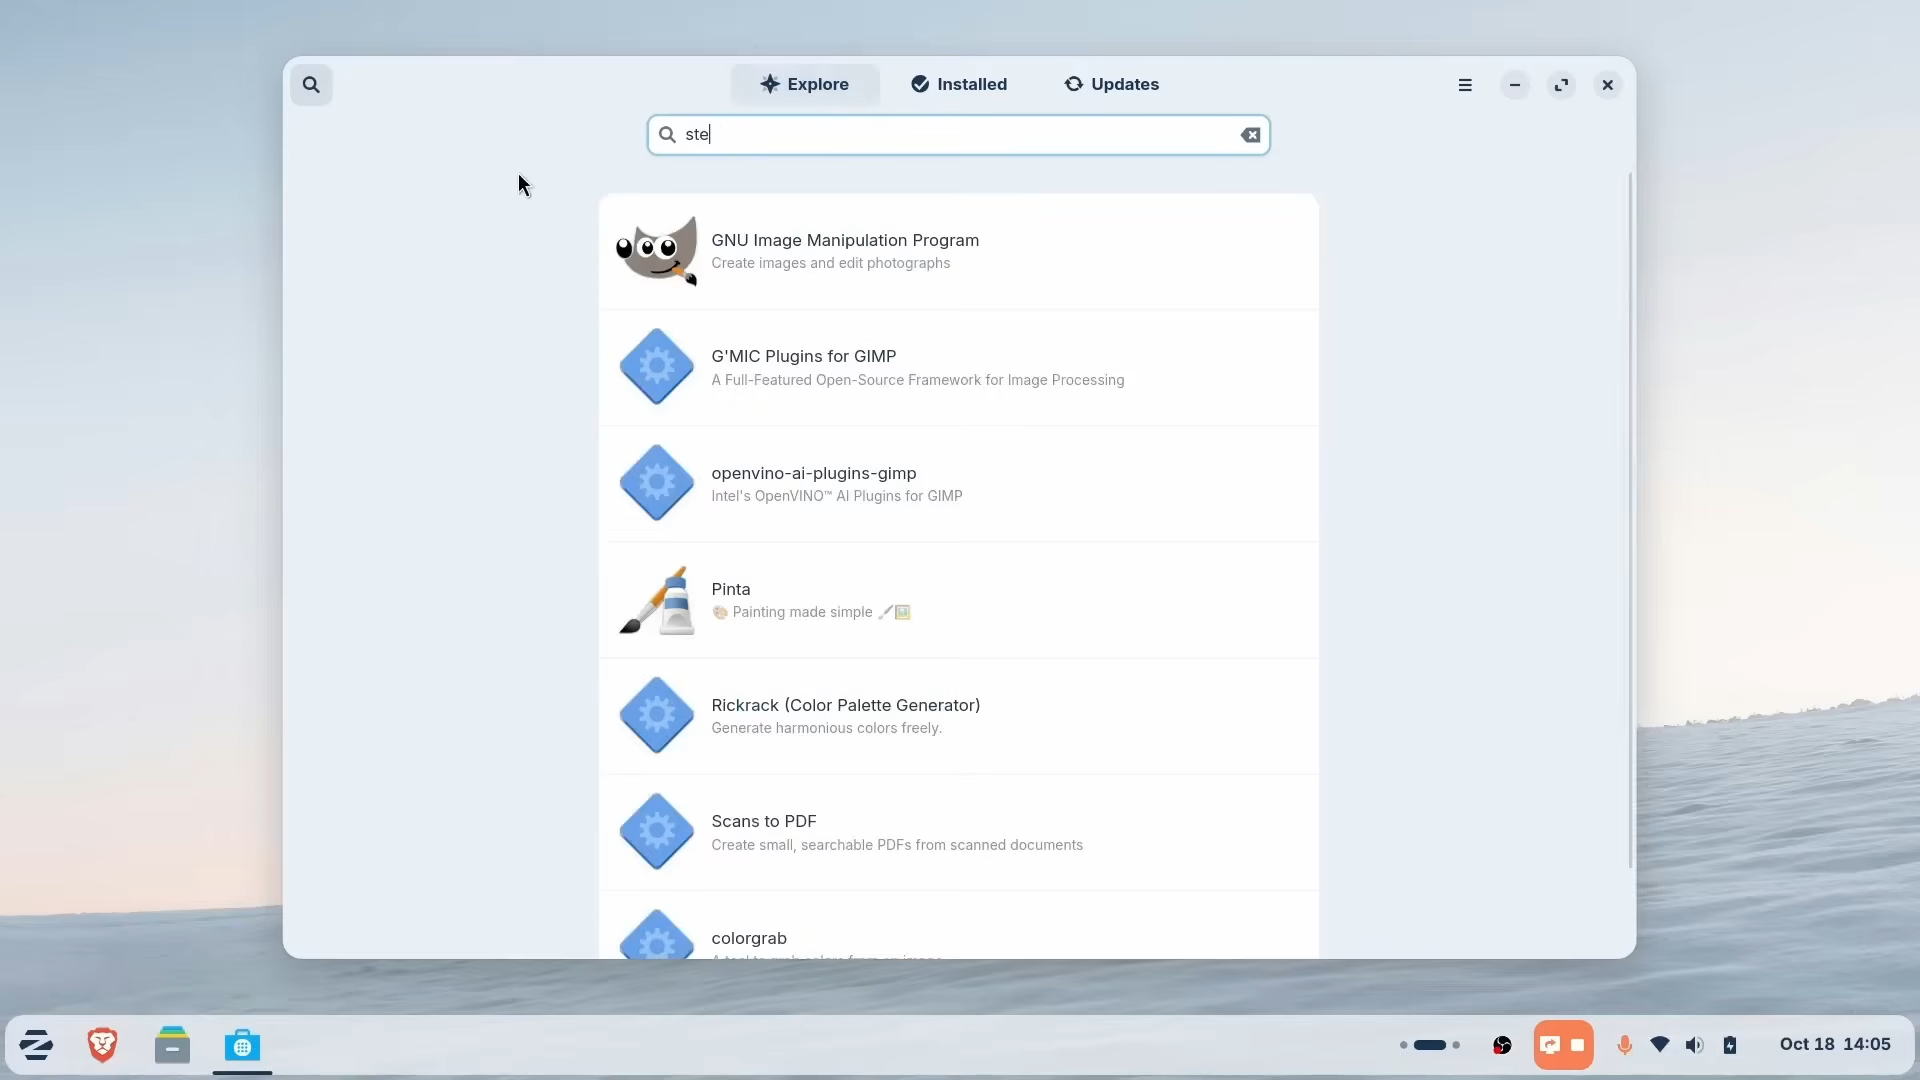 Explore Installed Updates
ste
GNU Image Manipulation Program
Create images and edit photographs
G'MIC Plugins for GIMP
A Full-Featured Open-Source Framework for Image Processing
openvino-ai-plugins-gimp
Intel's OpenVINO™ AI Plugins for GIMP
Pinta
🎨 Painting made simple 🖌️🖼️
Rickrack (Color Palette Generator)
Generate harmonious colors freely.
Scans to PDF
Create small, searchable PDFs from scanned documents
colorgrab
Oct 18 14:05